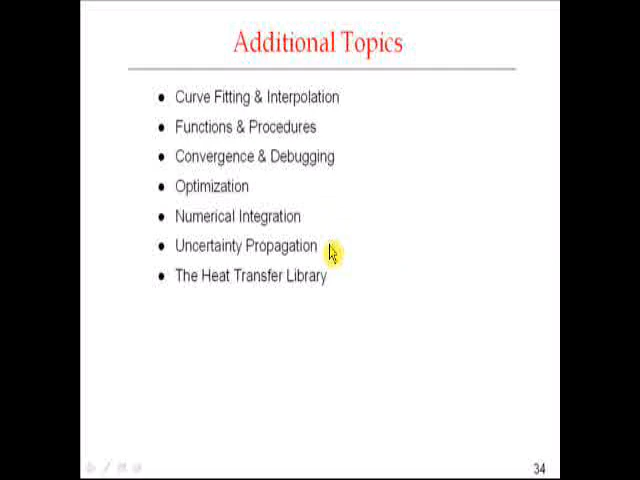 Additional Topics
• Curve Fitting & Interpolation
• Functions & Procedures
• Convergence & Debugging
• Optimization
• Numerical Integration
• Uncertainty Propagation
• The Heat Transfer Library
34